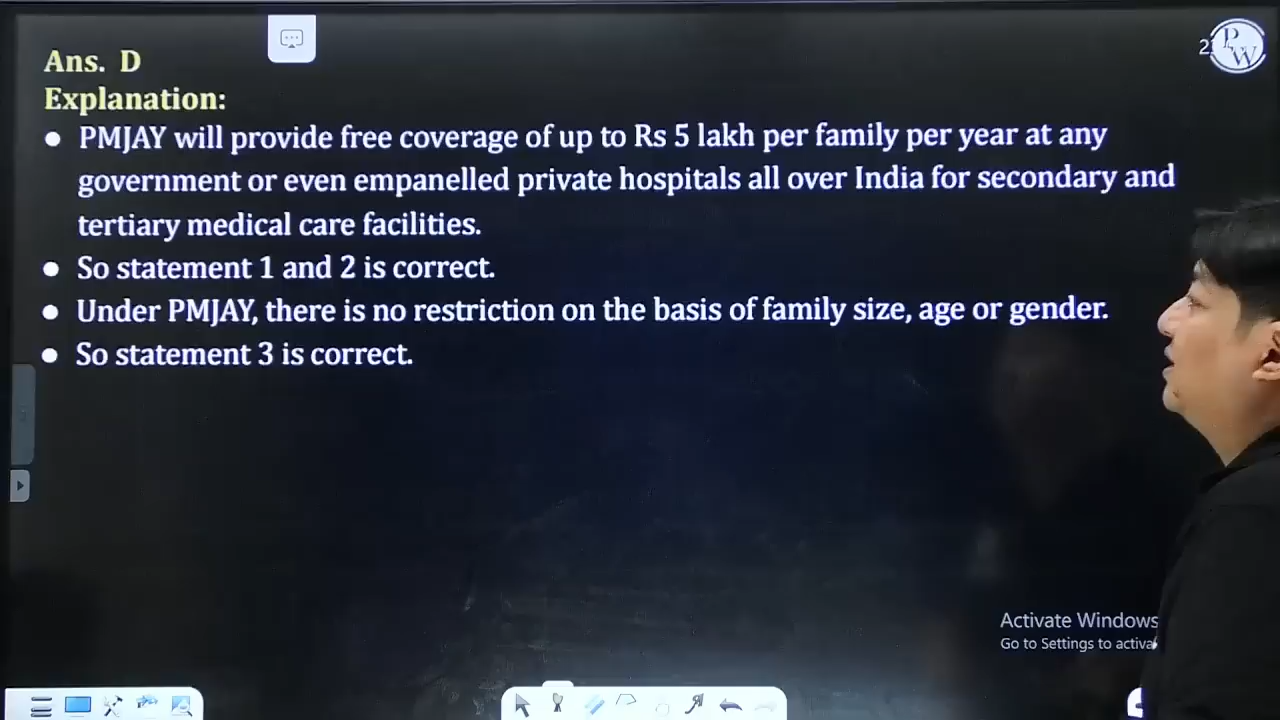 Ans. D
Explanation:
● PMJAY will provide free coverage of up to Rs 5 lakh per family per year at any
government or even empanelled private hospitals all over India for secondary and
tertiary medical care facilities.
● So statement 1 and 2 is correct.
● Under PMJAY, there is no restriction on the basis of family size, age or gender.
● So statement 3 is correct.
PW
Activate Windows
Go to Settings to